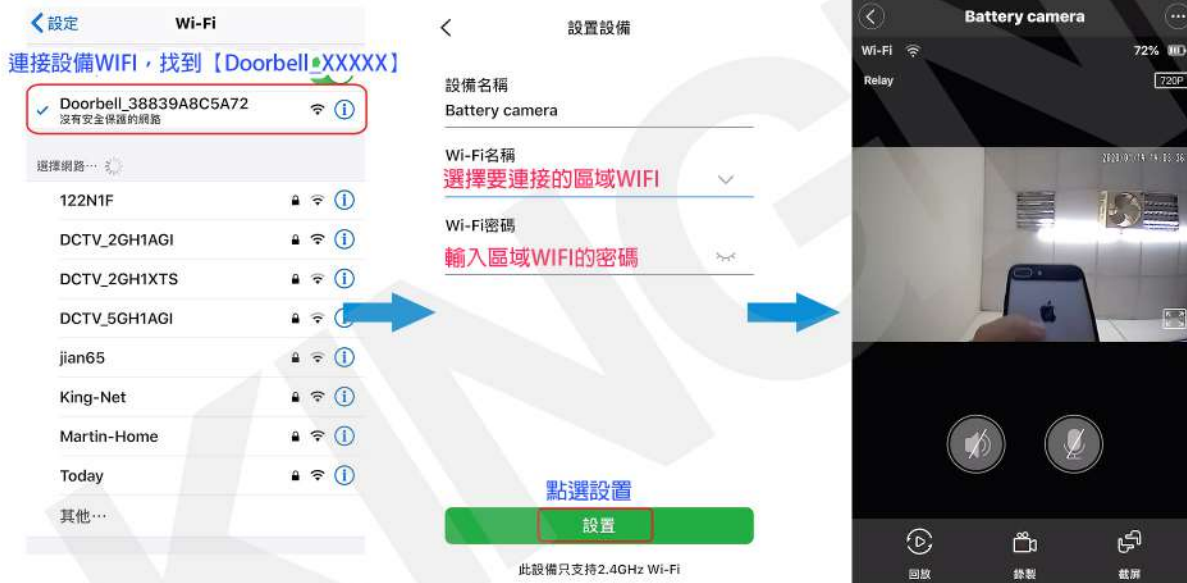 設定
Wi-Fi
連接設備WIFI，找到【Doorbell_XXXXX】
Doorbell_38839A8C5A72
沒有安全保護的網路
選擇網路…
122N1F
DCTV_2GH1AGI
DCTV_2GH1XTS
DCTV_5GH1AGI
jian65
King-Net
Martin-Home
Today
其他…
設置設備
設備名稱
Battery camera
Wi-Fi名稱
選擇要連接的區域WIFI
Wi-Fi密碼
輸入區域WIFI的密碼
點選設置
設置
此設備只支持2.4GHz Wi-Fi
Battery camera
Wi-Fi
72%
Relay
720P
回放
錄製
截屏
KING